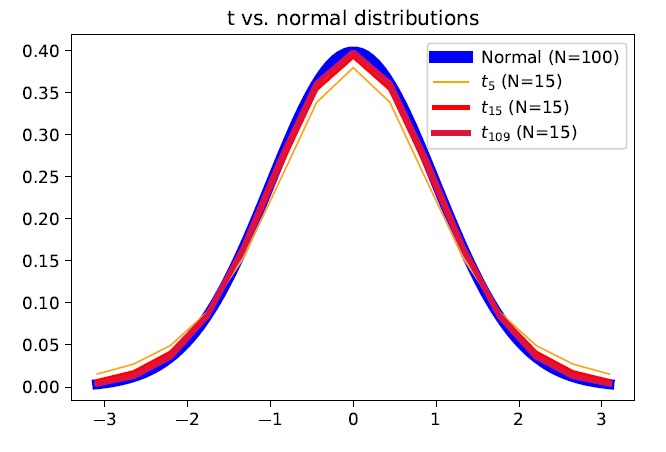 t vs. normal distributions
Normal (N=100)
t₅ (N=15)
t₁₅ (N=15)
t₁₀₉ (N=15)
0.40
0.35
0.30
0.25
0.20
0.15
0.10
0.05
0.00
−3 −2 −1 0 1 2 3